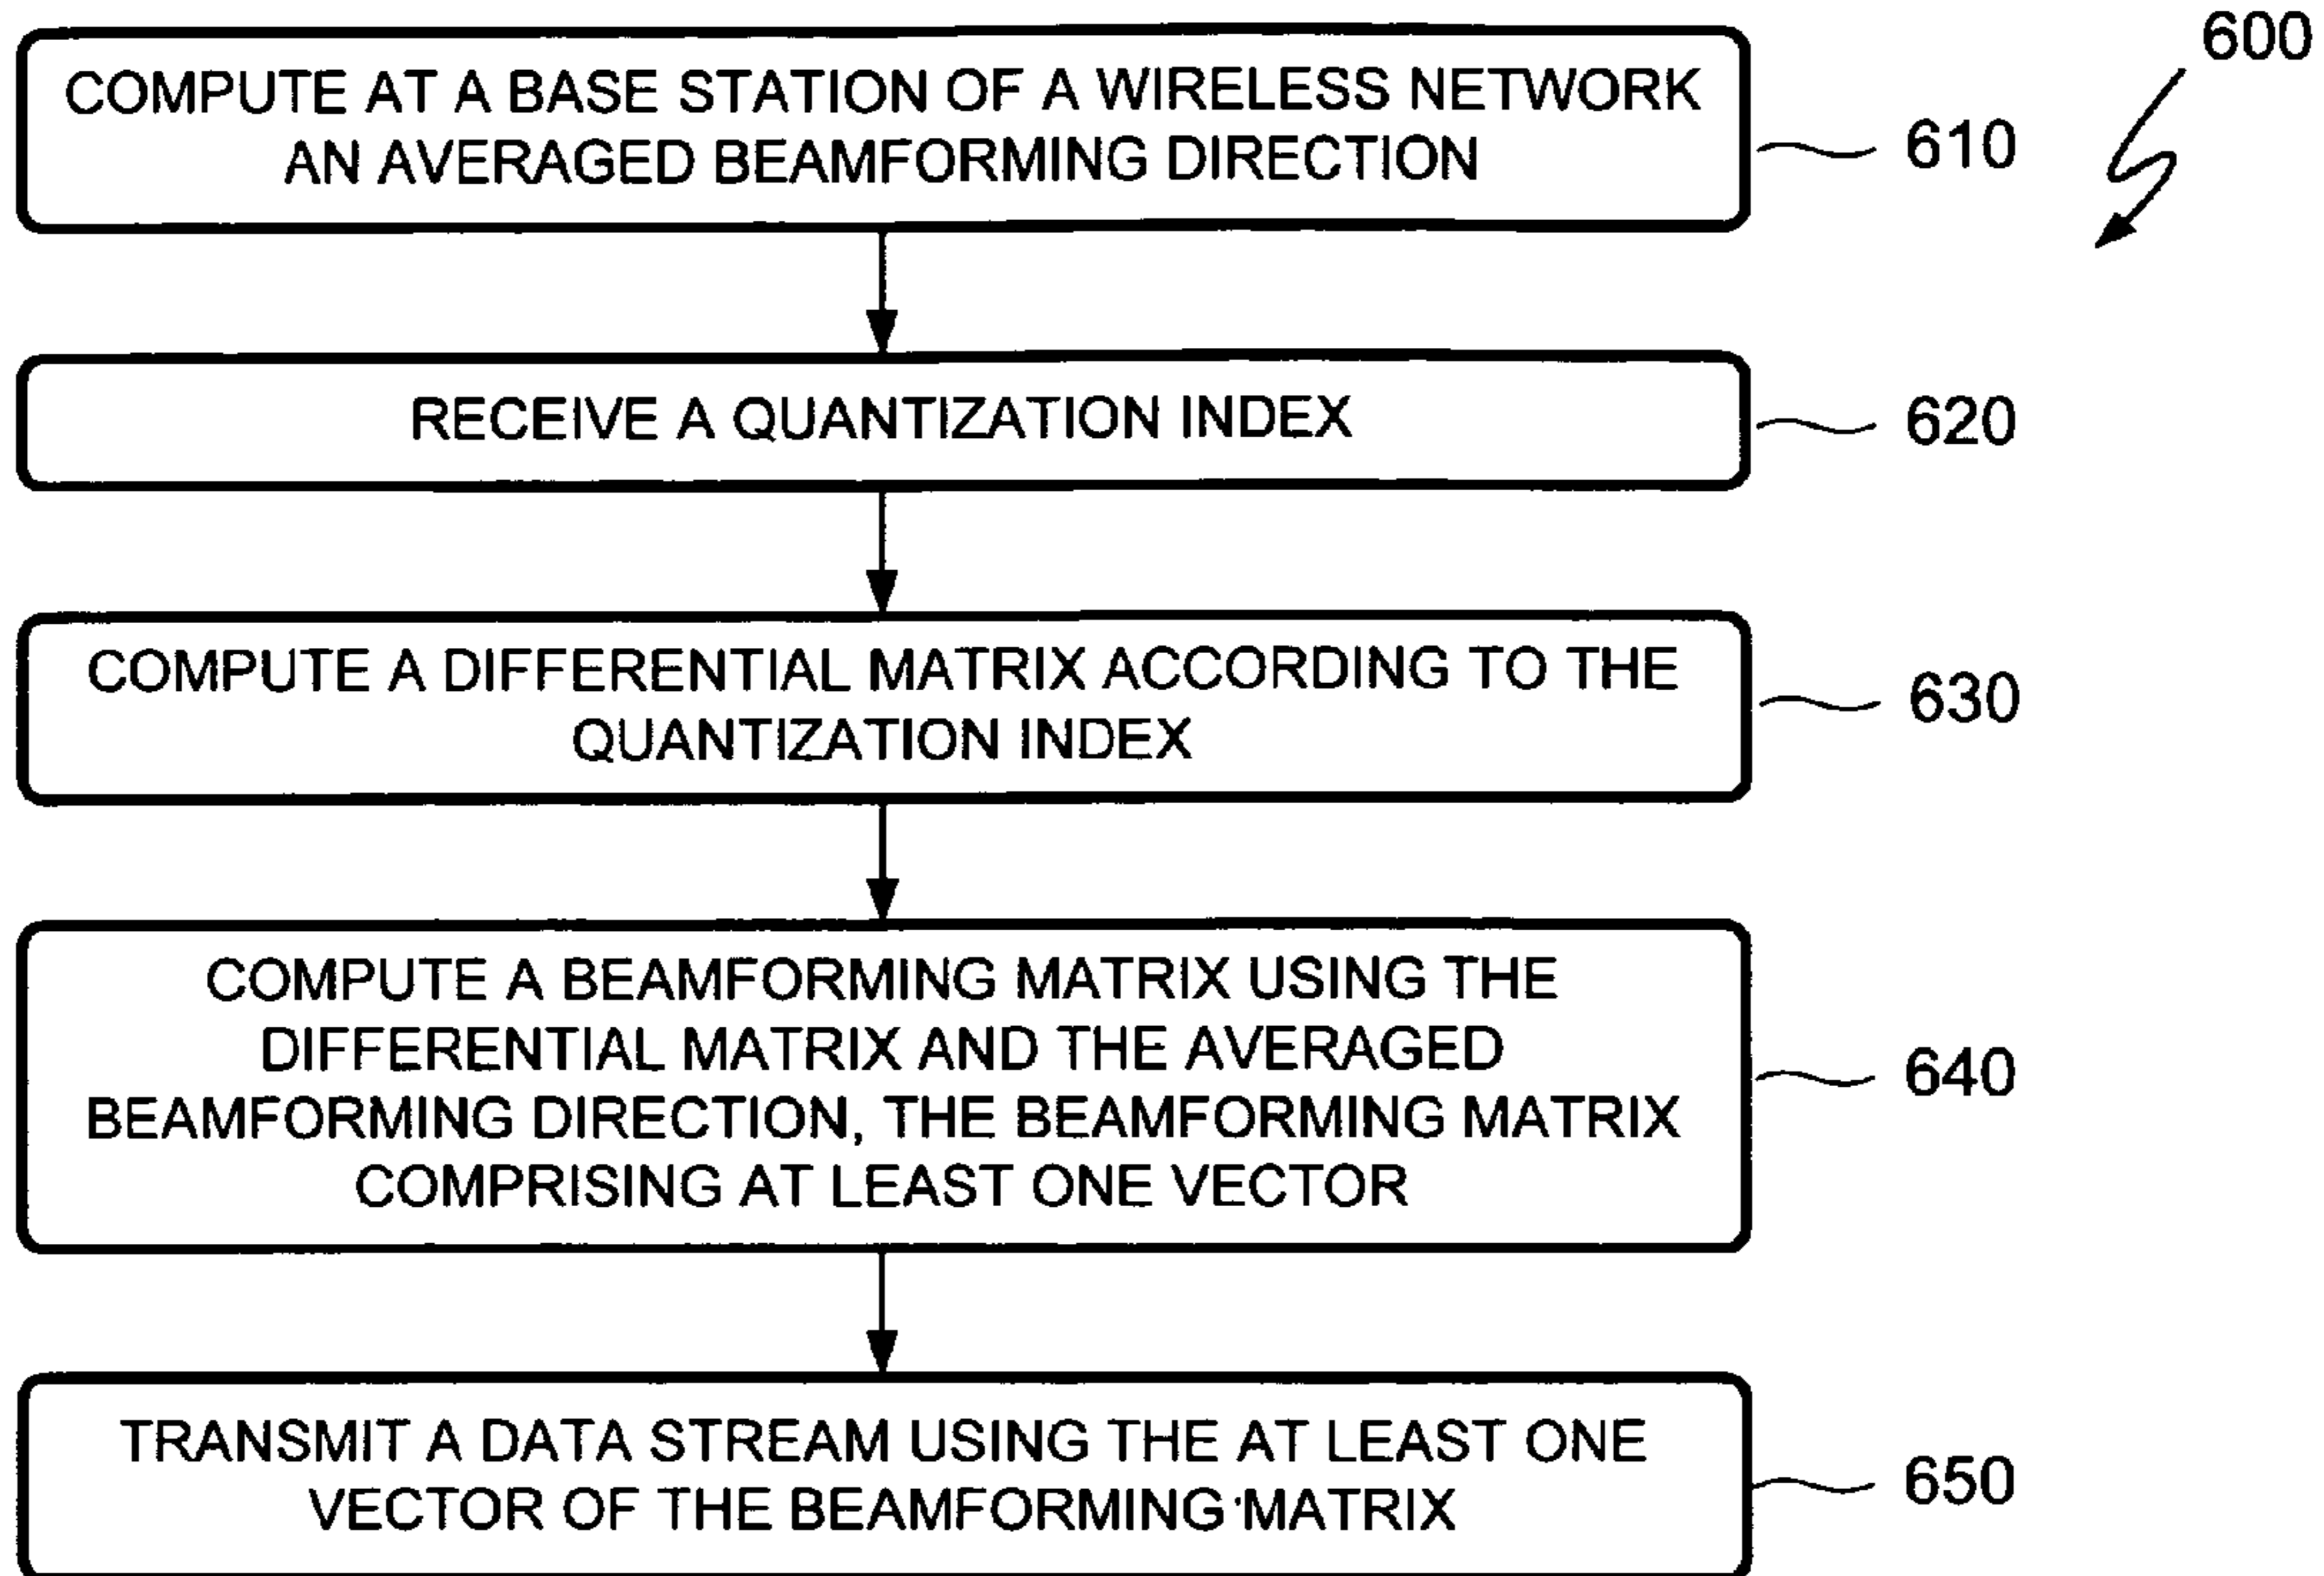 600
COMPUTE AT A BASE STATION OF A WIRELESS NETWORK
AN AVERAGED BEAMFORMING DIRECTION
610
RECEIVE A QUANTIZATION INDEX
620
COMPUTE A DIFFERENTIAL MATRIX ACCORDING TO THE
QUANTIZATION INDEX
630
COMPUTE A BEAMFORMING MATRIX USING THE
DIFFERENTIAL MATRIX AND THE AVERAGED
BEAMFORMING DIRECTION, THE BEAMFORMING MATRIX
COMPRISING AT LEAST ONE VECTOR
640
TRANSMIT A DATA STREAM USING THE AT LEAST ONE
VECTOR OF THE BEAMFORMING MATRIX
650